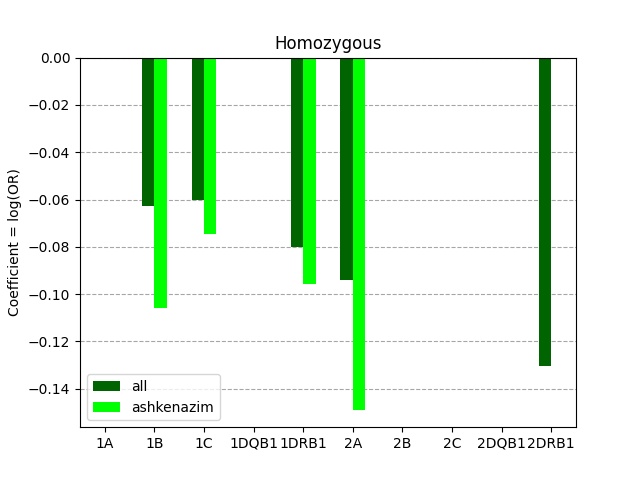 Homozygous
Coefficient = log(OR)
0.00
−0.02
−0.04
−0.06
−0.08
−0.10
−0.12
−0.14
all
ashkenazim
1A 1B 1C 1DQB1 1DRB1 2A 2B 2C 2DQB1 2DRB1